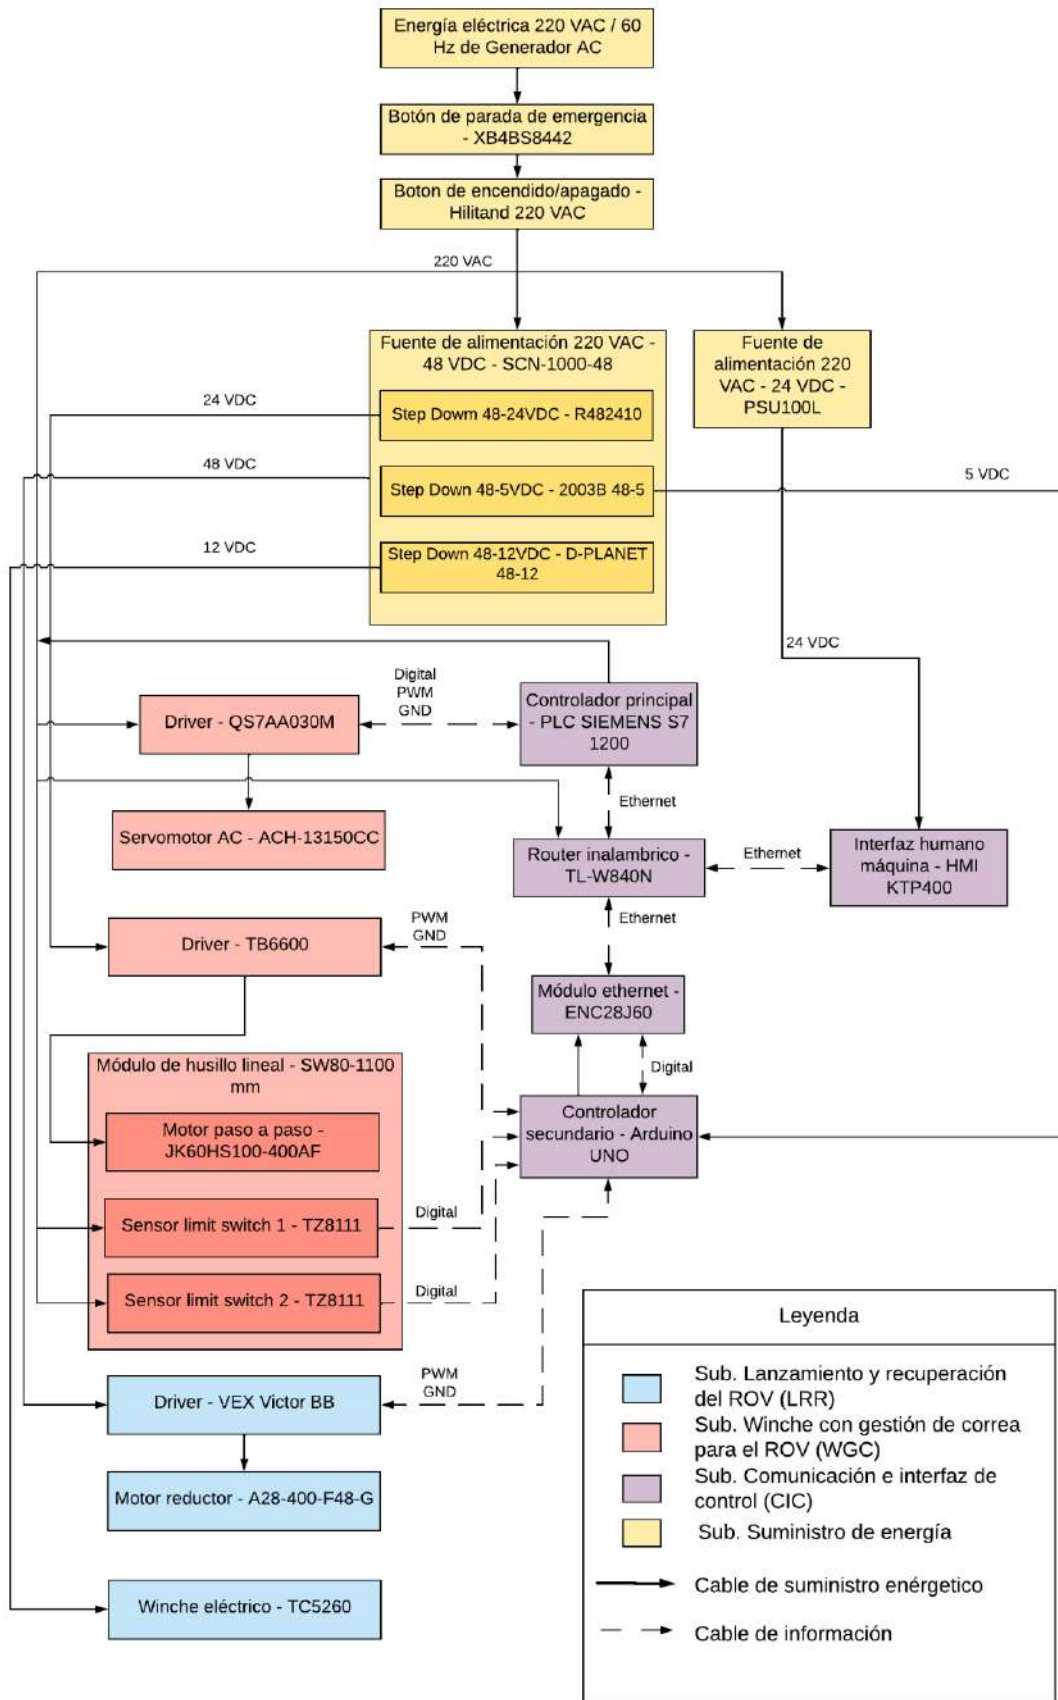 Energía eléctrica 220 VAC / 60
Hz de Generador AC
Botón de parada de emergencia
- XB4BS8442
Boton de encendido/apagado -
Hilitand 220 VAC
220 VAC
Fuente de alimentación 220 VAC -
48 VDC - SCN-1000-48
Step Dowm 48-24VDC - R482410
Step Down 48-5VDC - 2003B 48-5
Step Down 48-12VDC - D-PLANET
48-12
Fuente de
alimentación 220
VAC - 24 VDC -
PSU100L
24 VDC
48 VDC
12 VDC
5 VDC
24 VDC
Digital
PWM
GND
Driver - QS7AA030M
Controlador principal
- PLC SIEMENS S7
1200
Ethernet
Servomotor AC - ACH-13150CC
Router inalambrico -
TL-W840N
Ethernet
Interfaz humano
máquina - HMI
KTP400
Ethernet
PWM
GND
Driver - TB6600
Módulo ethernet -
ENC28J60
Digital
Módulo de husillo lineal - SW80-1100
mm
Motor paso a paso -
JK60HS100-400AF
Controlador
secundario - Arduino
UNO
Sensor limit switch 1 - TZ8111
Digital
Sensor limit switch 2 - TZ8111
Digital
PWM
GND
Driver - VEX Victor BB
Motor reductor - A28-400-F48-G
Winche eléctrico - TC5260
Leyenda
Sub. Lanzamiento y recuperación
del ROV (LRR)
Sub. Winche con gestión de correa
para el ROV (WGC)
Sub. Comunicación e interfaz de
control (CIC)
Sub. Suministro de energía
Cable de suministro enérgetico
Cable de información